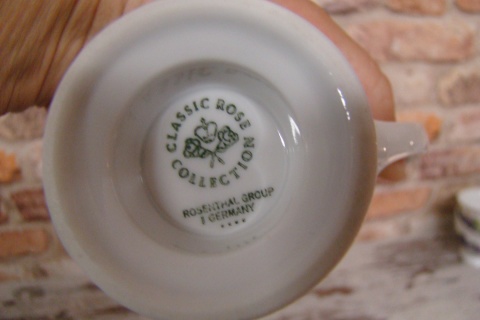 CLASSIC ROSE
COLLECTION
ROSENTHAL GROUP
GERMANY